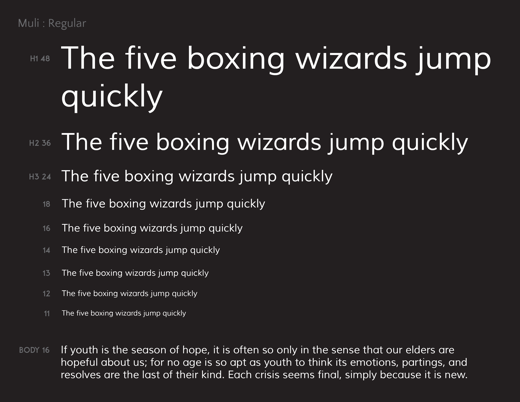 Muli : Regular
H1 48 The five boxing wizards jump
quickly
H2 36 The five boxing wizards jump quickly
H3 24 The five boxing wizards jump quickly
18 The five boxing wizards jump quickly
16 The five boxing wizards jump quickly
14 The five boxing wizards jump quickly
13 The five boxing wizards jump quickly
12 The five boxing wizards jump quickly
11 The five boxing wizards jump quickly
BODY 16 If youth is the season of hope, it is often so only in the sense that our elders are
hopeful about us; for no age is so apt as youth to think its emotions, partings, and
resolves are the last of their kind. Each crisis seems final, simply because it is new.